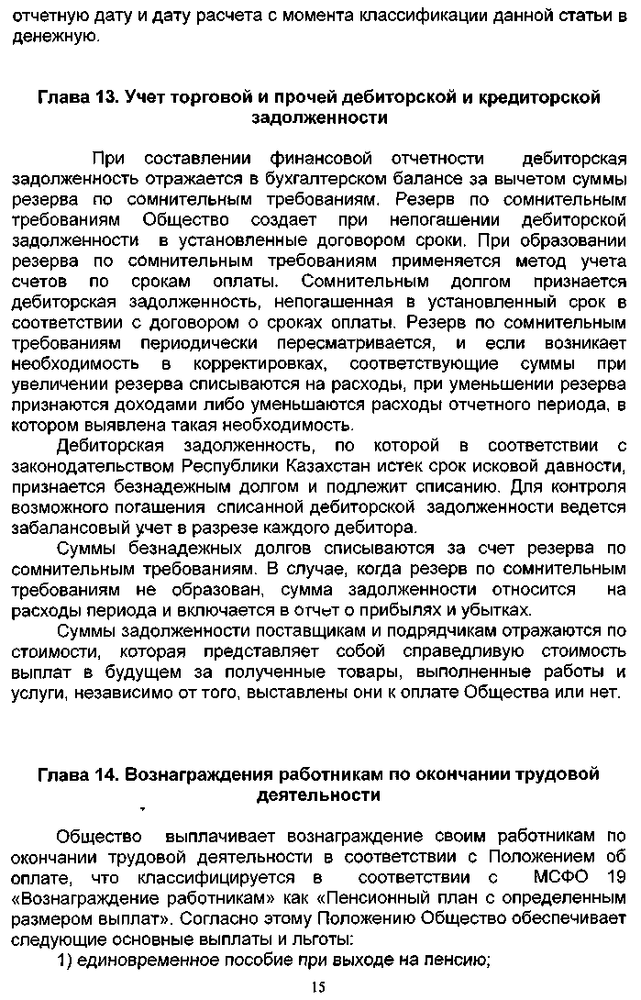 отчетную дату и дату расчета с момента классификации данной статьи в
денежную.
Глава 13. Учет торговой и прочей дебиторской и кредиторской
задолженности
При составлении финансовой отчетности дебиторская
задолженность отражается в бухгалтерском балансе за вычетом суммы
резерва по сомнительным требованиям. Резерв по сомнительным
требованиям Общество создает при непогашении дебиторской
задолженности в установленные договором сроки. При образовании
резерва по сомнительным требованиям применяется метод учета
счетов по срокам оплаты. Сомнительным долгом признается
дебиторская задолженность, непогашенная в установленный срок в
соответствии с договором о сроках оплаты. Резерв по сомнительным
требованиям периодически пересматривается, и если возникает
необходимость в корректировках, соответствующие суммы при
увеличении резерва списываются на расходы, при уменьшении резерва
признаются доходами либо уменьшаются расходы отчетного периода, в
котором выявлена такая необходимость.
Дебиторская задолженность, по которой в соответствии с
законодательством Республики Казахстан истек срок исковой давности,
признается безнадежным долгом и подлежит списанию. Для контроля
возможного погашения списанной дебиторской задолженности ведется
забалансовый учет в разрезе каждого дебитора.
Суммы безнадежных долгов списываются за счет резерва по
сомнительным требованиям. В случае, когда резерв по сомнительным
требованиям не образован, сумма задолженности относится на
расходы периода и включается в отчет о прибылях и убытках.
Суммы задолженности поставщикам и подрядчикам отражаются по
стоимости, которая представляет собой справедливую стоимость
выплат в будущем за полученные товары, выполненные работы и
услуги, независимо от того, выставлены они к оплате Общества или нет.
Глава 14. Вознаграждения работникам по окончании трудовой
деятельности
Общество выплачивает вознаграждение своим работникам по
окончании трудовой деятельности в соответствии с Положением об
оплате, что классифицируется в соответствии с МСФО 19
«Вознаграждение работникам» как «Пенсионный план с определенным
размером выплат». Согласно этому Положению Общество обеспечивает
следующие основные выплаты и льготы:
1) единовременное пособие при выходе на пенсию;
15